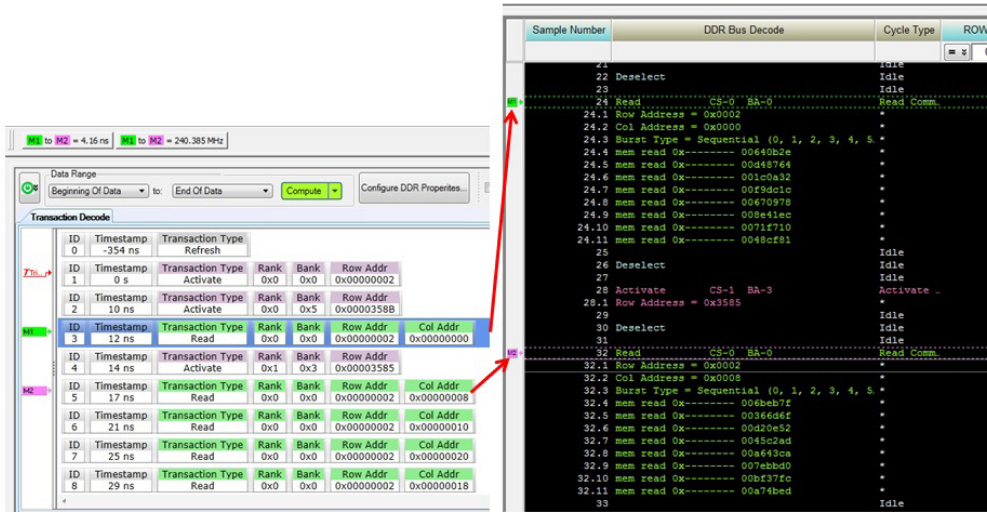 M1 to M2 = 4.16 ns M1 to M2 = 240.385 MHz
Data Range
Beginning Of Data to: End Of Data Compute Configure DDR Properites...
Transaction Decode
ID Timestamp Transaction Type
0 -354 ns Refresh
ID Timestamp Transaction Type Rank Bank Row Addr
1 0 s Activate 0x0 0x0 0x00000002
ID Timestamp Transaction Type Rank Bank Row Addr
2 10 ns Activate 0x0 0x5 0x0000358B
M1
ID Timestamp Transaction Type Rank Bank Row Addr Col Addr
3 12 ns Read 0x0 0x0 0x00000002 0x00000000
ID Timestamp Transaction Type Rank Bank Row Addr
4 14 ns Activate 0x1 0x3 0x00003585
M2
ID Timestamp Transaction Type Rank Bank Row Addr Col Addr
5 17 ns Read 0x0 0x0 0x00000002 0x00000008
ID Timestamp Transaction Type Rank Bank Row Addr Col Addr
6 21 ns Read 0x0 0x0 0x00000002 0x00000010
ID Timestamp Transaction Type Rank Bank Row Addr Col Addr
7 25 ns Read 0x0 0x0 0x00000002 0x00000020
ID Timestamp Transaction Type Rank Bank Row Addr Col Addr
8 29 ns Read 0x0 0x0 0x00000002 0x00000018
Sample Number DDR Bus Decode Cycle Type ROW
=
21 Idle
22 Deselect Idle
23 Idle
M1 24 Read CS-0 BA-0 Read Comm..
24.1 Row Address = 0x0002 *
24.2 Col Address = 0x0000 *
24.3 Burst Type = Sequential (0, 1, 2, 3, 4, 5. *
24.4 mem read 0x-------- 00640b2e *
24.5 mem read 0x-------- 00d48764 *
24.6 mem read 0x-------- 001c0a32 *
24.7 mem read 0x-------- 00f9dc1c *
24.8 mem read 0x-------- 00670978 *
24.9 mem read 0x-------- 008e41ec *
24.10 mem read 0x-------- 0071f710 *
24.11 mem read 0x-------- 0048cf81 *
25 Idle
26 Deselect Idle
27 Idle
28 Activate CS-1 BA-3 Activate ..
28.1 Row Address = 0x3585 *
29 Idle
30 Deselect Idle
31 Idle
M2 32 Read CS-0 BA-0 Read Comm..
32.1 Row Address = 0x0002 *
32.2 Col Address = 0x0008 *
32.3 Burst Type = Sequential (0, 1, 2, 3, 4, 5. *
32.4 mem read 0x-------- 006beb7f *
32.5 mem read 0x-------- 00366d6f *
32.6 mem read 0x-------- 00d20e52 *
32.7 mem read 0x-------- 0045c2ad *
32.8 mem read 0x-------- 00a643ca *
32.9 mem read 0x-------- 007ebbd0 *
32.10 mem read 0x-------- 00bf37fc *
32.11 mem read 0x-------- 00a74bed *
33 Idle